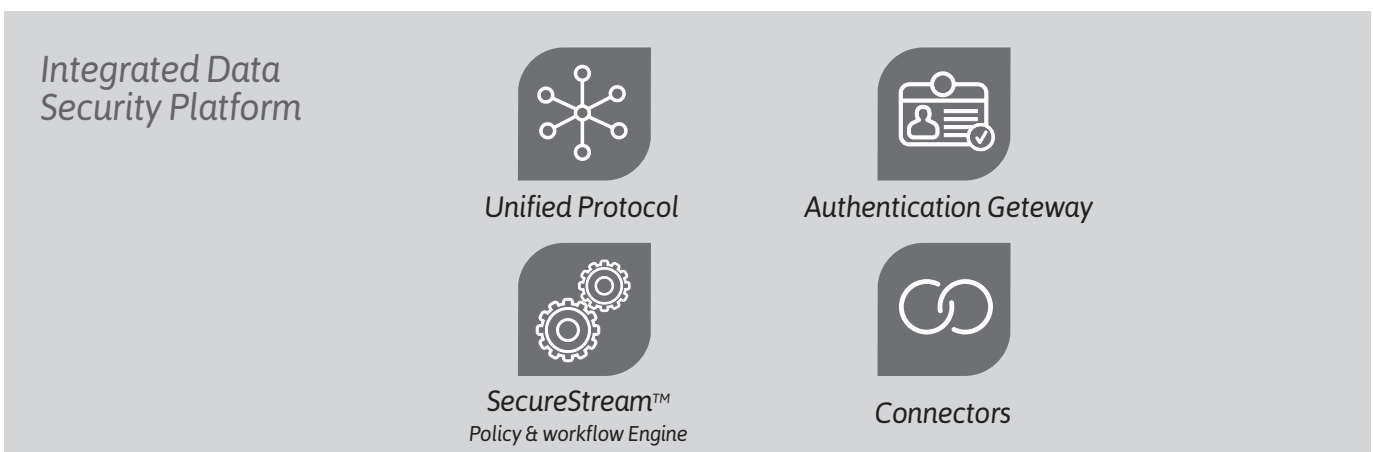 Integrated Data
Security Platform
Unified Protocol
Authentication Geteway
SecureStream™
Policy & workflow Engine
Connectors